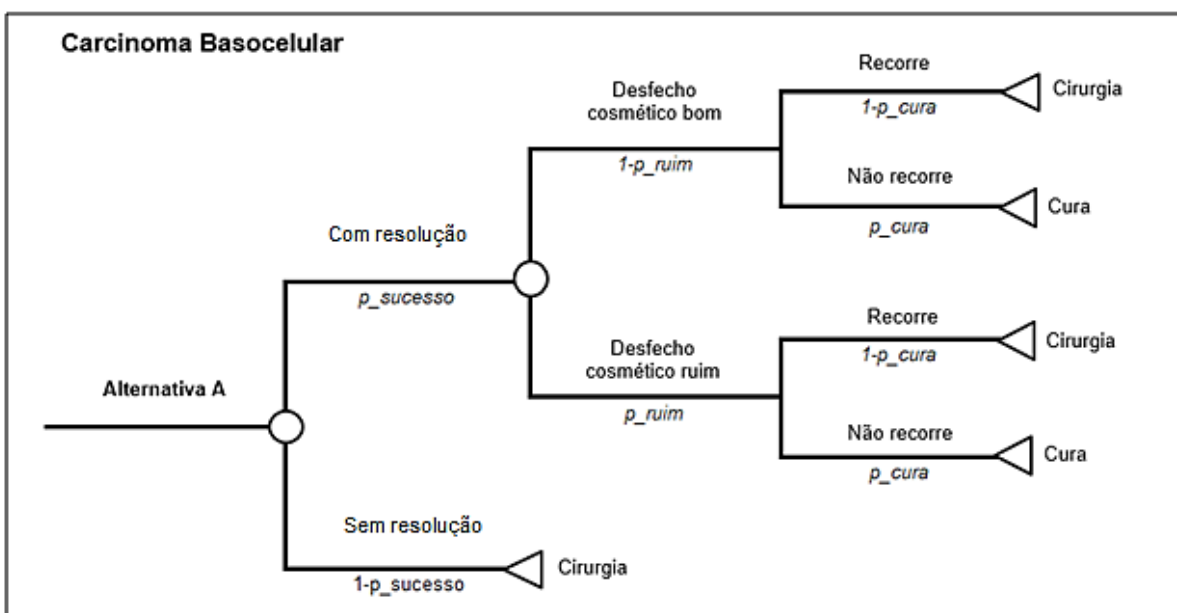 Carcinoma Basocelular
Recorre
1-p_cura
Cirurgia
Desfecho
cosmético bom
1-p_ruim
Não recorre
p_cura
Cura
Com resolução
p_sucesso
Recorre
1-p_cura
Cirurgia
Desfecho
cosmético ruim
p_ruim
Não recorre
p_cura
Cura
Alternativa A
Sem resolução
1-p_sucesso
Cirurgia